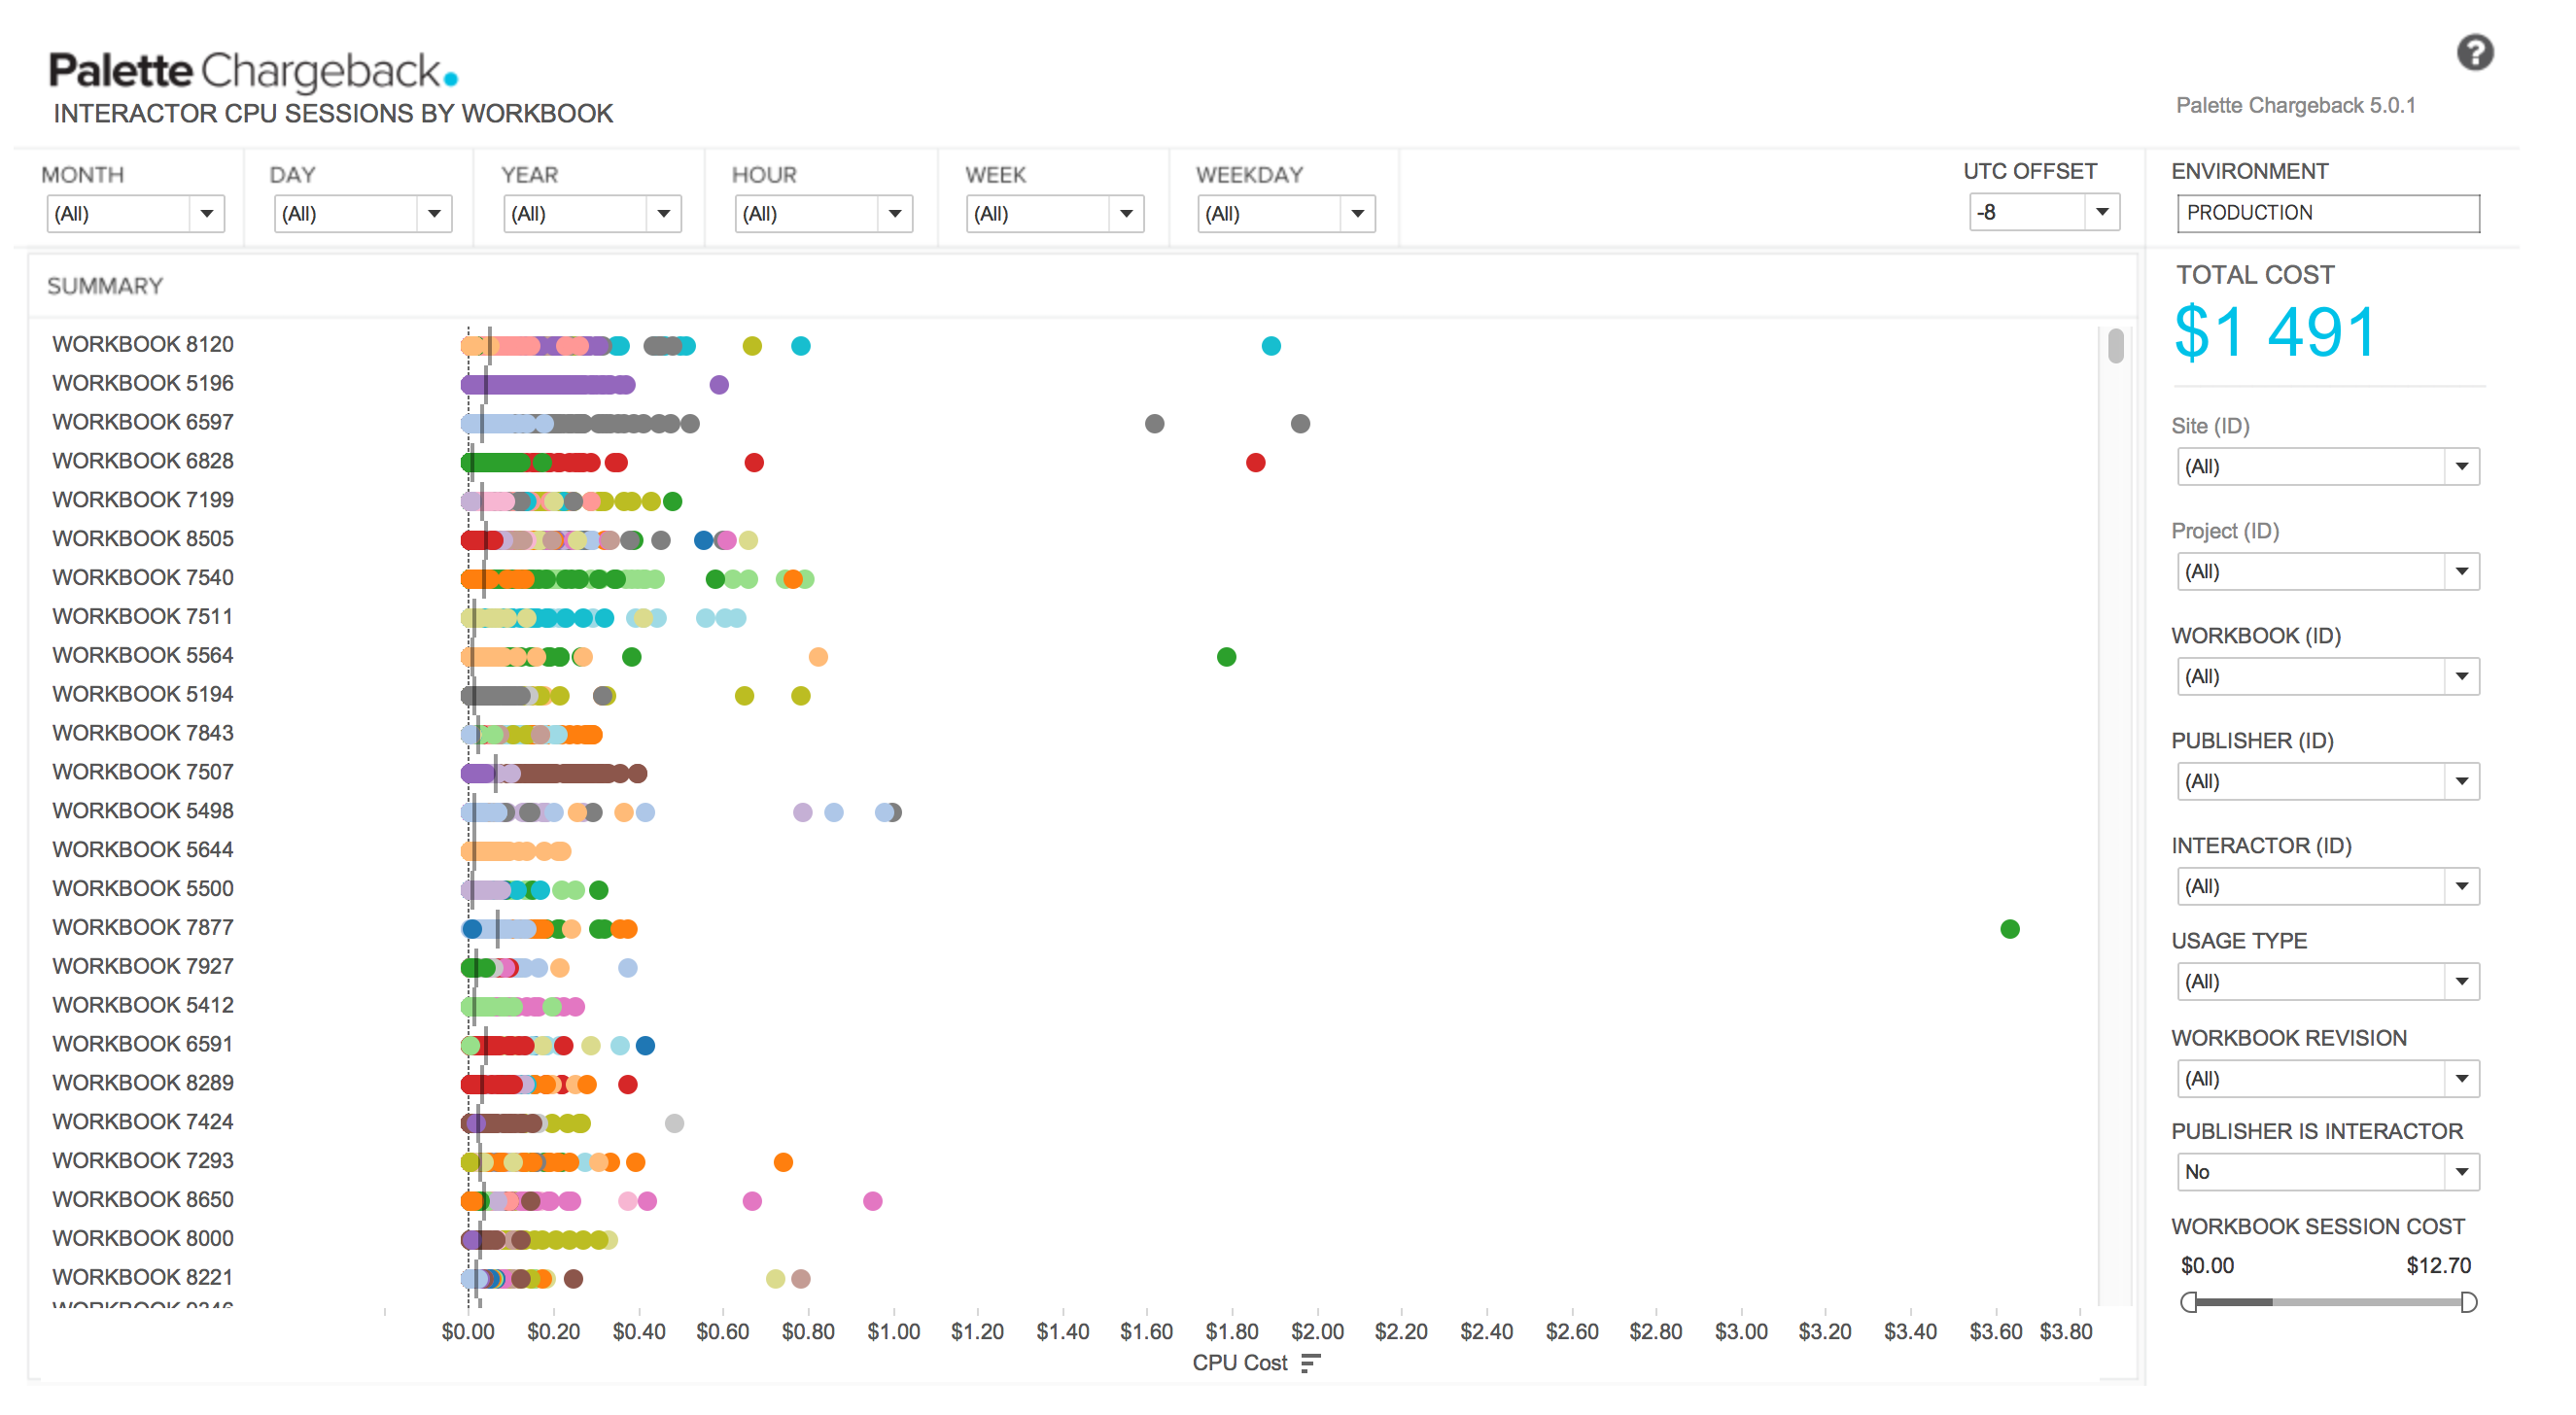 Palette Chargeback.
INTERACTOR CPU SESSIONS BY WORKBOOK
Palette Chargeback 5.0.1
MONTH DAY YEAR HOUR WEEK WEEKDAY UTC OFFSET ENVIRONMENT
(All) (All) (All) (All) (All) (All) -8 PRODUCTION
SUMMARY
WORKBOOK 8120
WORKBOOK 5196
WORKBOOK 6597
WORKBOOK 6828
WORKBOOK 7199
WORKBOOK 8505
WORKBOOK 7540
WORKBOOK 7511
WORKBOOK 5564
WORKBOOK 5194
WORKBOOK 7843
WORKBOOK 7507
WORKBOOK 5498
WORKBOOK 5644
WORKBOOK 5500
WORKBOOK 7877
WORKBOOK 7927
WORKBOOK 5412
WORKBOOK 6591
WORKBOOK 8289
WORKBOOK 7424
WORKBOOK 7293
WORKBOOK 8650
WORKBOOK 8000
WORKBOOK 8221
WORKBOOK
$0.00 $0.20 $0.40 $0.60 $0.80 $1.00 $1.20 $1.40 $1.60 $1.80 $2.00 $2.20 $2.40 $2.60 $2.80 $3.00 $3.20 $3.40 $3.60 $3.80
CPU Cost
TOTAL COST
$1 491
Site (ID)
(All)
Project (ID)
(All)
WORKBOOK (ID)
(All)
PUBLISHER (ID)
(All)
INTERACTOR (ID)
(All)
USAGE TYPE
(All)
WORKBOOK REVISION
(All)
PUBLISHER IS INTERACTOR
No
WORKBOOK SESSION COST
$0.00 $12.70